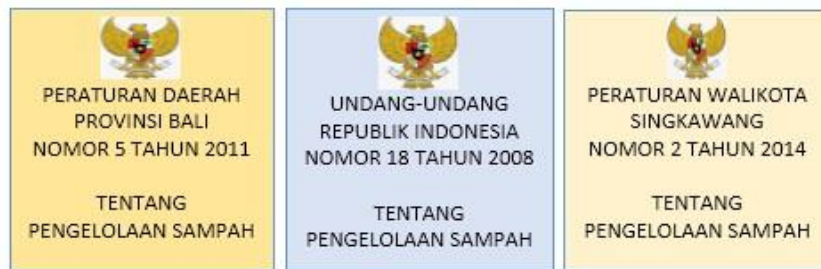 PERATURAN DAERAH
PROVINSI BALI
NOMOR 5 TAHUN 2011
TENTANG
PENGELOLAAN SAMPAH
UNDANG-UNDANG
REPUBLIK INDONESIA
NOMOR 18 TAHUN 2008
TENTANG
PENGELOLAAN SAMPAH
PERATURAN WALIKOTA
SINGKAWANG
NOMOR 2 TAHUN 2014
TENTANG
PENGELOLAAN SAMPAH